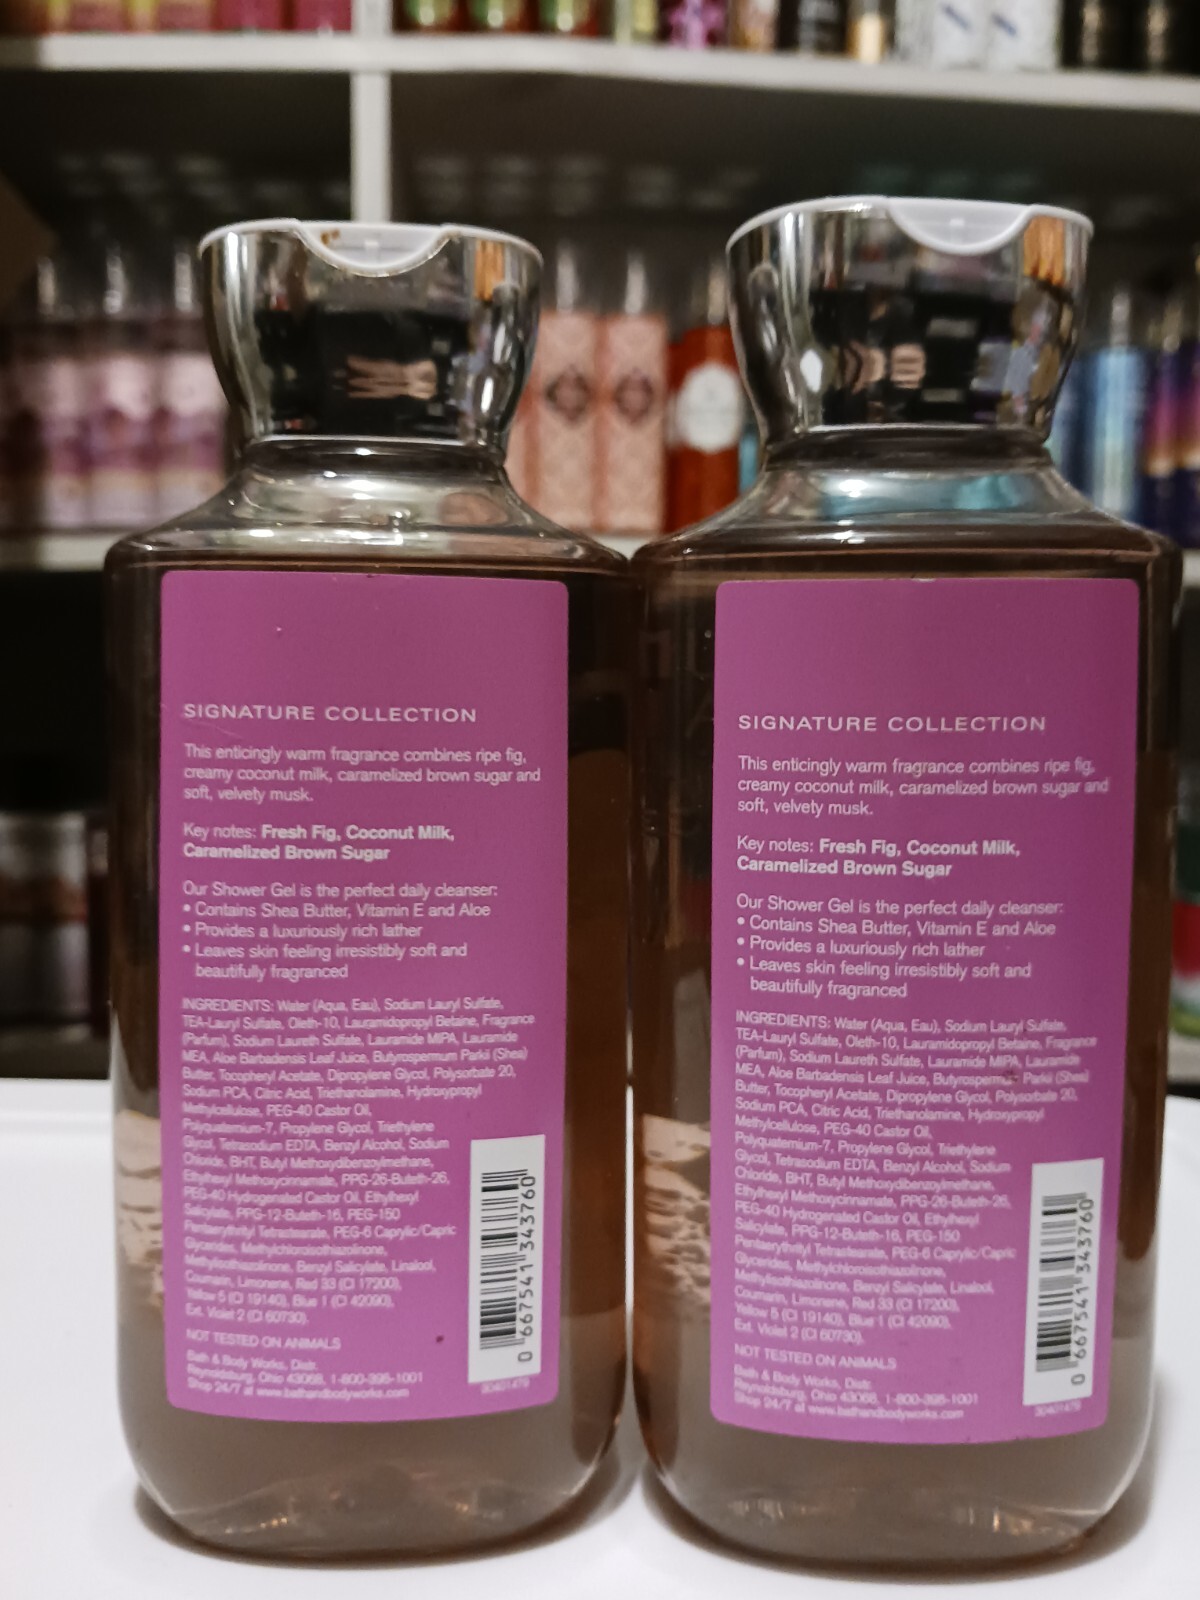 SIGNATURE COLLECTION
This enticingly warm fragrance combines ripe fig,
creamy coconut milk, caramelized brown sugar and
soft, velvety musk.
Key notes: Fresh Fig, Coconut Milk,
Caramelized Brown Sugar
Our Shower Gel is the perfect daily cleanser:
• Contains Shea Butter, Vitamin E and Aloe
• Provides a luxuriously rich lather
• Leaves skin feeling irresistibly soft and
beautifully fragranced
INGREDIENTS: Water (Aqua, Eau), Sodium Lauryl Sulfate,
TEA-Lauryl Sulfate, Oleth-10, Lauramidopropyl Betaine, Fragrance
(Parfum), Sodium Laureth Sulfate, Lauramide MIPA, Lauramide
MEA, Aloe Barbadensis Leaf Juice, Butyrospermum Parkii (Shea)
Butter, Tocopheryl Acetate, Dipropylene Glycol, Polysorbate 20,
Sodium PCA, Citric Acid, Triethanolamine, Hydroxypropyl
Methylcellulose, PEG-40 Castor Oil,
Polyquaternium-7, Propylene Glycol, Triethylene
Glycol, Tetrasodium EDTA, Benzyl Alcohol, Sodium
Chloride, BHT, Butyl Methoxydibenzoylmethane,
Ethylhexyl Methoxycinnamate, PPG-26-Buteth-26,
PEG-40 Hydrogenated Castor Oil, Ethylhexyl
Salicylate, PPG-12-Buteth-16, PEG-150
Pentaerythrityl Tetrastearate, PEG-6 Caprylic/Capric
Glycerides, Methylchloroisothiazolinone,
Methylisothiazolinone, Benzyl Salicylate, Linalool,
Coumarin, Limonene, Red 33 (CI 17200),
Yellow 5 (CI 19140), Blue 1 (CI 42090),
Ext. Violet 2 (CI 60730).
NOT TESTED ON ANIMALS
Bath & Body Works, Distr.
Reynoldsburg, Ohio 43068, 1-800-395-1001
Shop 24/7 at www.bathandbodyworks.com
0 667541 343760
30401479
SIGNATURE COLLECTION
This enticingly warm fragrance combines ripe fig,
creamy coconut milk, caramelized brown sugar and
soft, velvety musk.
Key notes: Fresh Fig, Coconut Milk,
Caramelized Brown Sugar
Our Shower Gel is the perfect daily cleanser:
• Contains Shea Butter, Vitamin E and Aloe
• Provides a luxuriously rich lather
• Leaves skin feeling irresistibly soft and
beautifully fragranced
INGREDIENTS: Water (Aqua, Eau), Sodium Lauryl Sulfate,
TEA-Lauryl Sulfate, Oleth-10, Lauramidopropyl Betaine, Fragrance
(Parfum), Sodium Laureth Sulfate, Lauramide MIPA, Lauramide
MEA, Aloe Barbadensis Leaf Juice, Butyrospermum Parkii (Shea)
Butter, Tocopheryl Acetate, Dipropylene Glycol, Polysorbate 20,
Sodium PCA, Citric Acid, Triethanolamine, Hydroxypropyl
Methylcellulose, PEG-40 Castor Oil,
Polyquaternium-7, Propylene Glycol, Triethylene
Glycol, Tetrasodium EDTA, Benzyl Alcohol, Sodium
Chloride, BHT, Butyl Methoxydibenzoylmethane,
Ethylhexyl Methoxycinnamate, PPG-26-Buteth-26,
PEG-40 Hydrogenated Castor Oil, Ethylhexyl
Salicylate, PPG-12-Buteth-16, PEG-150
Pentaerythrityl Tetrastearate, PEG-6 Caprylic/Capric
Glycerides, Methylchloroisothiazolinone,
Methylisothiazolinone, Benzyl Salicylate, Linalool,
Coumarin, Limonene, Red 33 (CI 17200),
Yellow 5 (CI 19140), Blue 1 (CI 42090),
Ext. Violet 2 (CI 60730).
NOT TESTED ON ANIMALS
Bath & Body Works, Distr.
Reynoldsburg, Ohio 43068, 1-800-395-1001
Shop 24/7 at www.bathandbodyworks.com
0 667541 343760
30401479